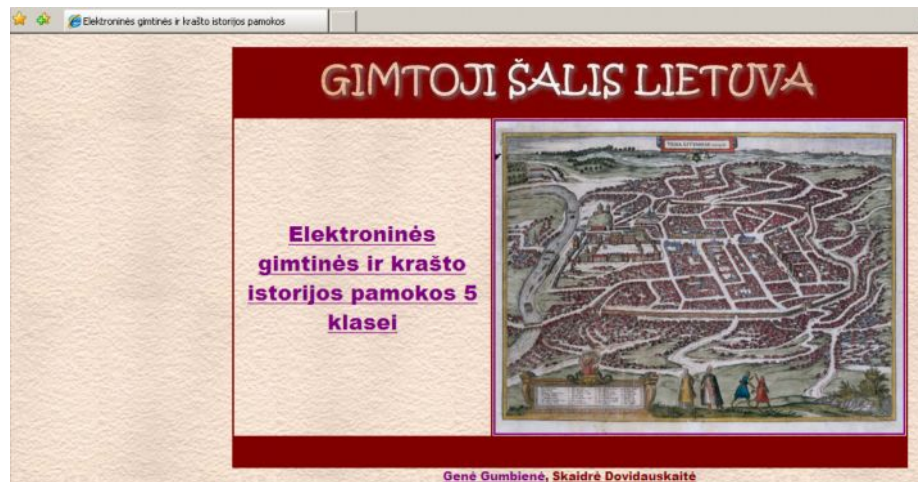 Elektroninės gimtinės ir krašto istorijos pamokos
GIMTOJI ŠALIS LIETUVA
Elektroninės
gimtinės ir krašto
istorijos pamokos 5
klasei
Genė Gumbienė, Skaidrė Dovidauskaitė